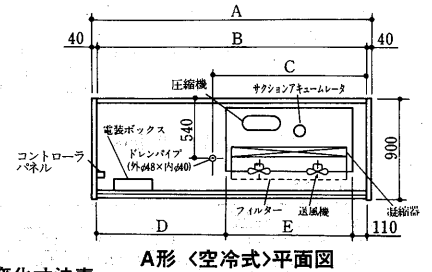 A
40
B
40
C
圧縮機
サクションアキュームレータ
540
電装ボックス
ドレンパイプ
(外φ48×内φ40)
コントローラ
パネル
900
凝縮器
フィルター
送風機
D
E
110
A形〈空冷式〉平面図